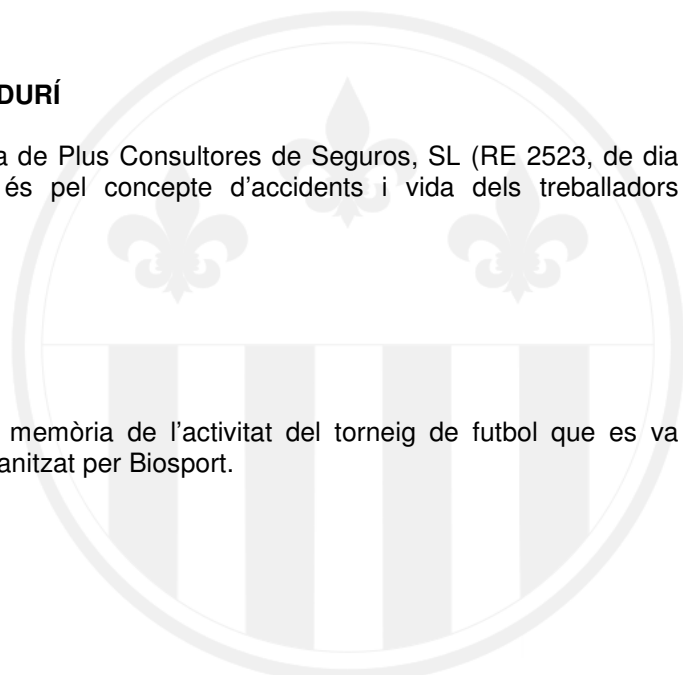 DURÍ
a de Plus Consultores de Seguros, SL (RE 2523, de dia
és pel concepte d’accidents i vida dels treballadors
memòria de l’activitat del torneig de futbol que es va
anitzat per Biosport.